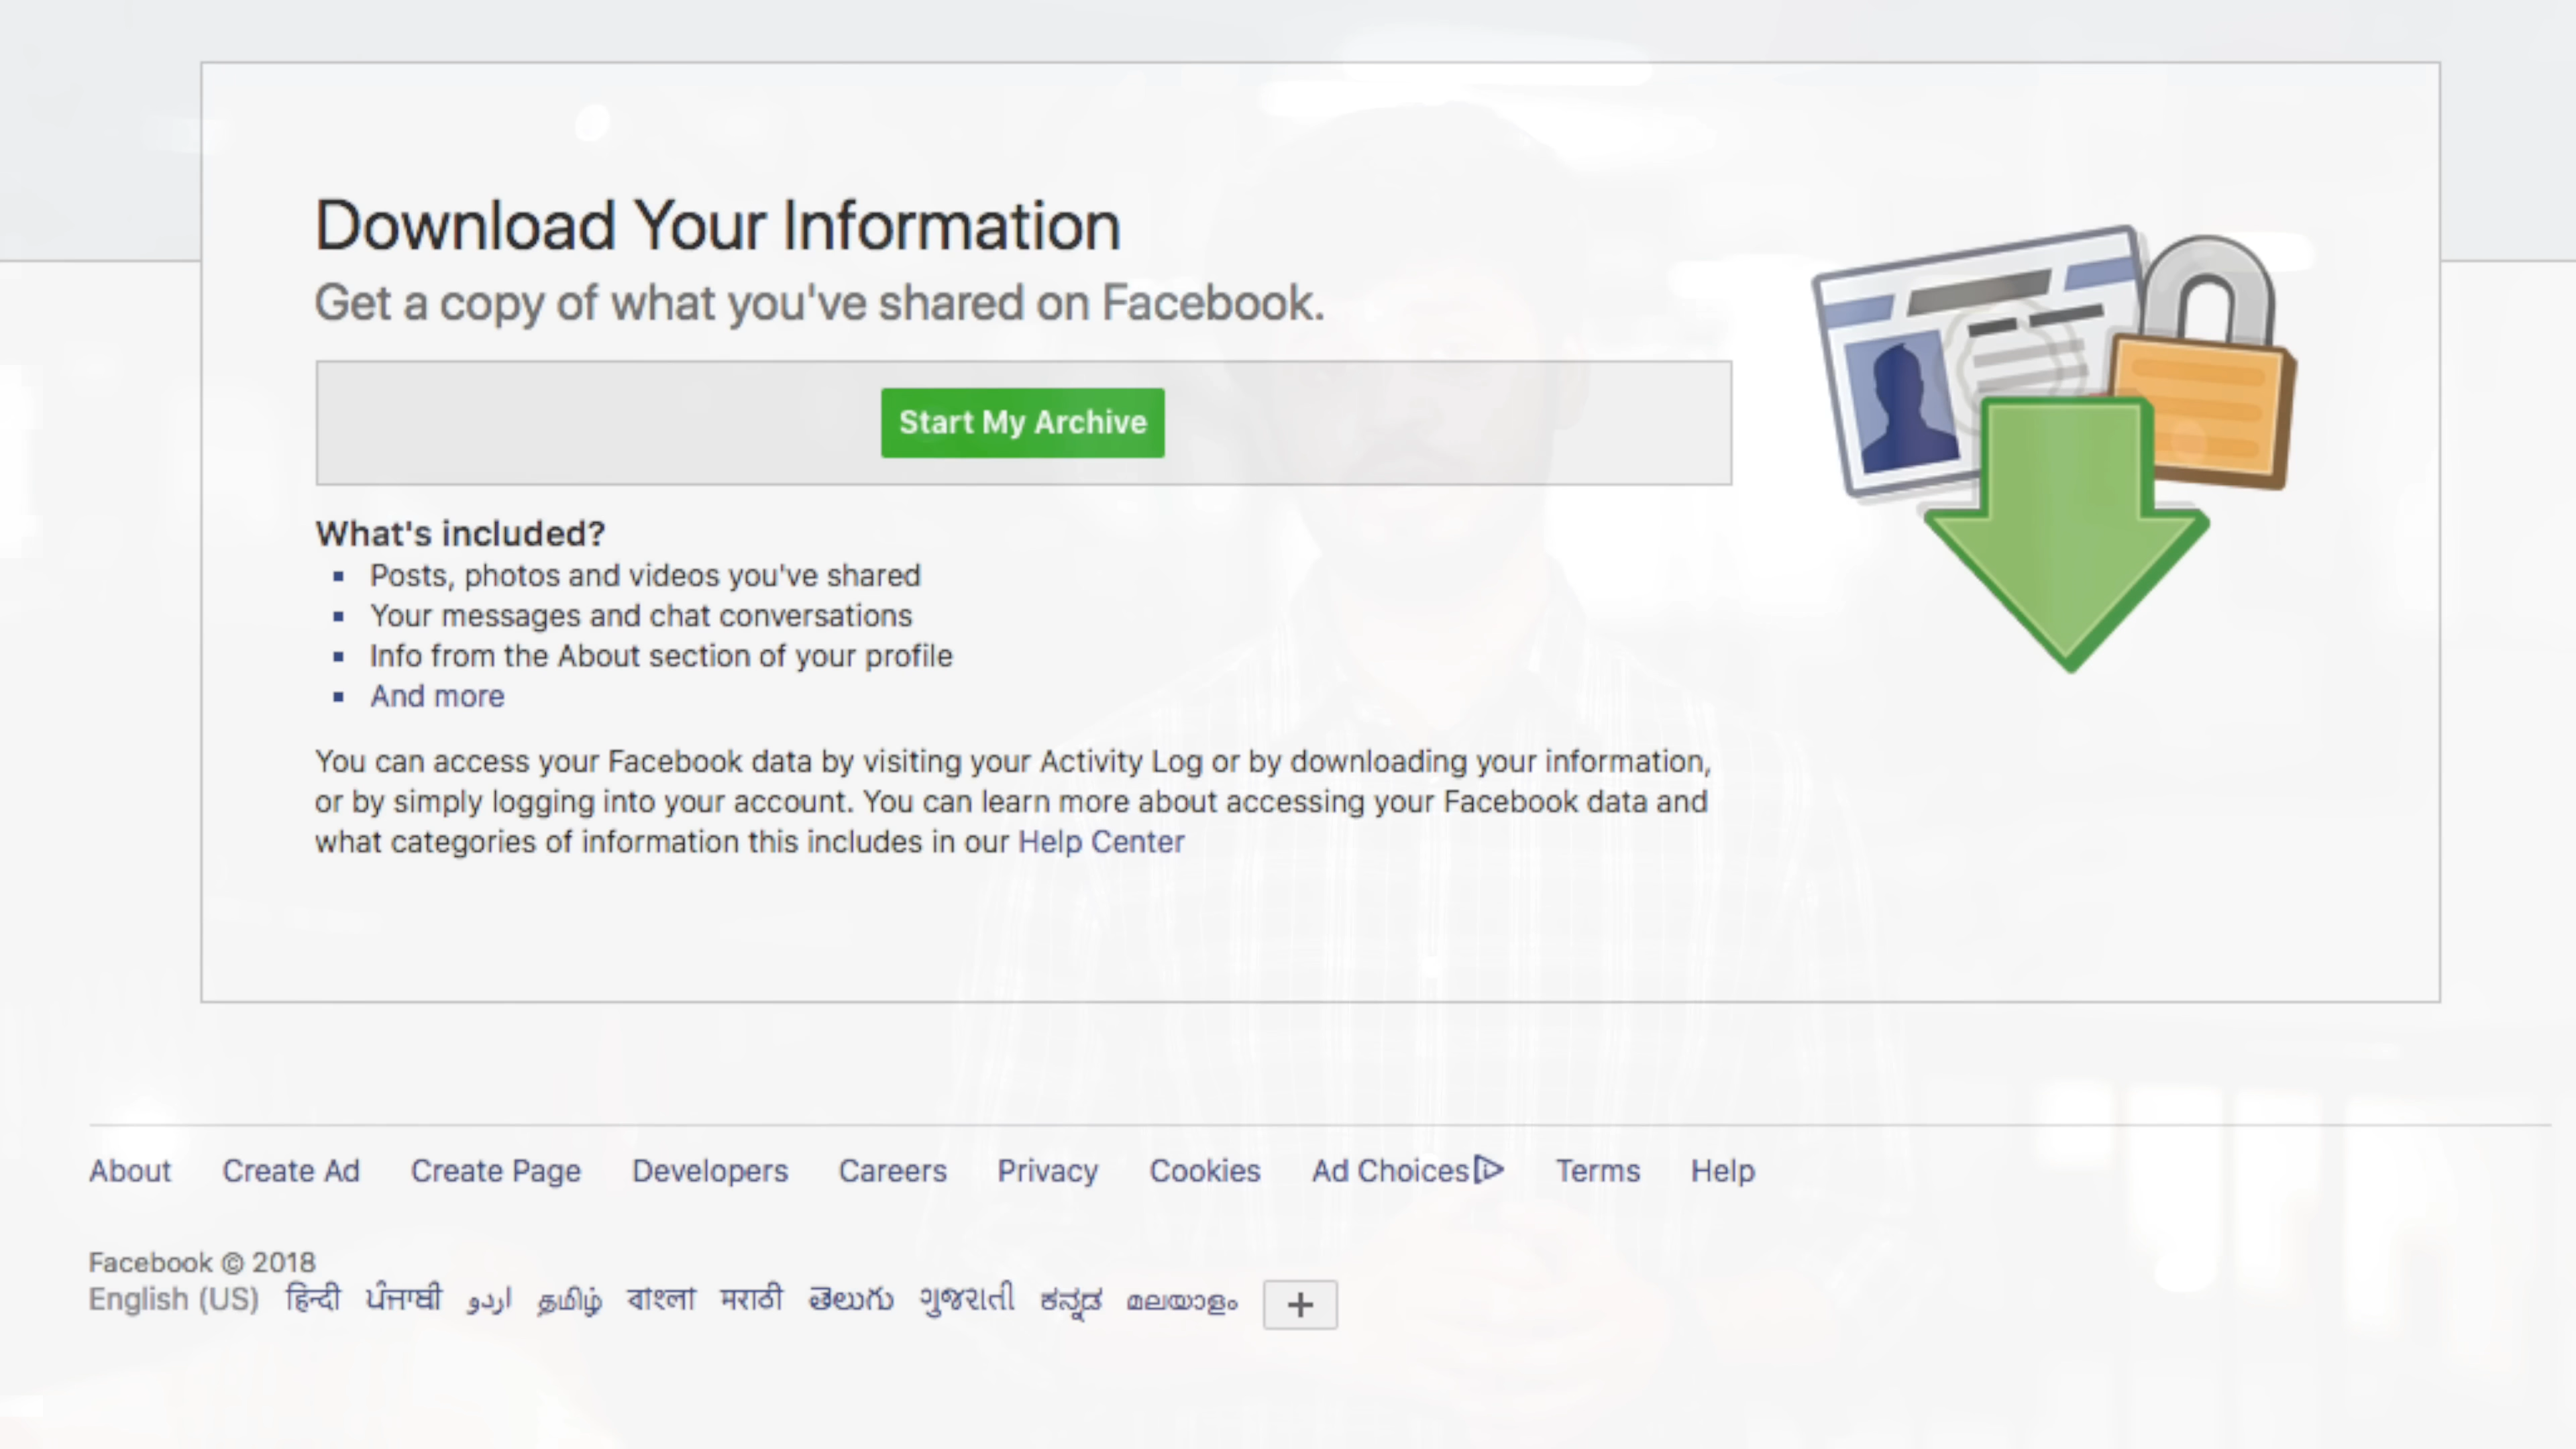 Download Your Information
Get a copy of what you've shared on Facebook.
Start My Archive
What's included?
Posts, photos and videos you've shared
Your messages and chat conversations
Info from the About section of your profile
And more
You can access your Facebook data by visiting your Activity Log or by downloading your information,
or by simply logging into your account. You can learn more about accessing your Facebook data and
what categories of information this includes in our Help Center
About Create Ad Create Page Developers Careers Privacy Cookies Ad Choices Terms Help
Facebook © 2018
English (US) हिन्दी ਪੰਜਾਬੀ اردو தமிழ் বাংলা मराठी తెలుగు ગુજરાતી ಕನ್ನಡ മലയാളം +